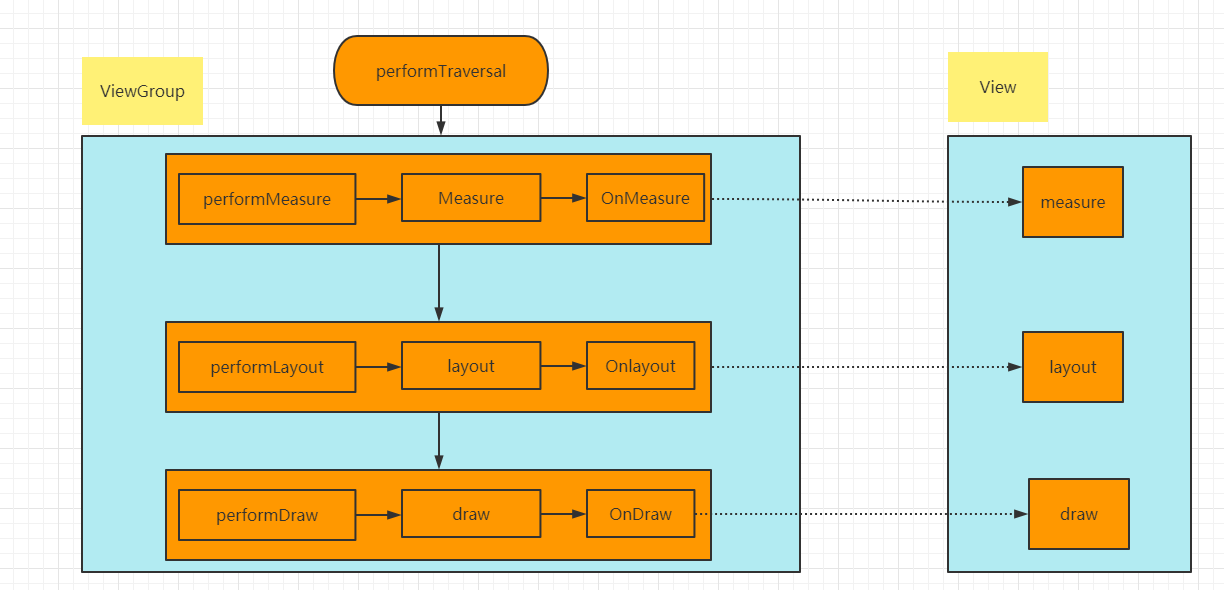 performTraversal
ViewGroup
View
performMeasure
Measure
OnMeasure
measure
performLayout
layout
Onlayout
layout
performDraw
draw
OnDraw
draw